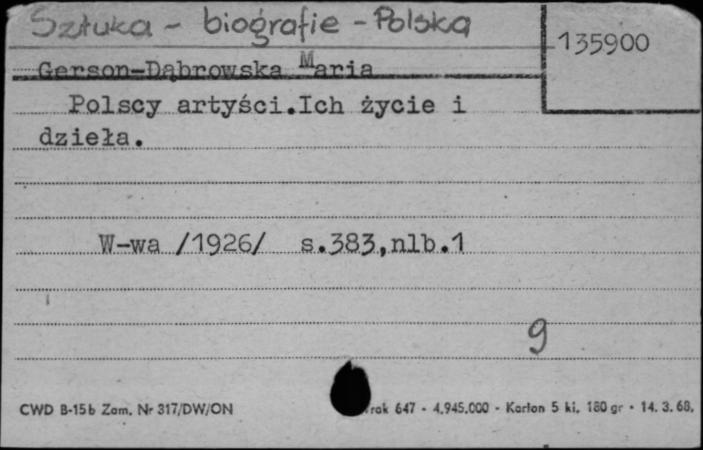 Sztuka - biografie - Polska
135900
Gerson-Dąbrowska Maria
Polscy artyści.Ich życie i
dzieła.
W-wa /1926/ s.383,nlb.1
9
CWD B-15b Zam. Nr 317/DW/ON 647 - 4.945.000 - Karton 5 kl. 180 gr - 14. 3. 68.